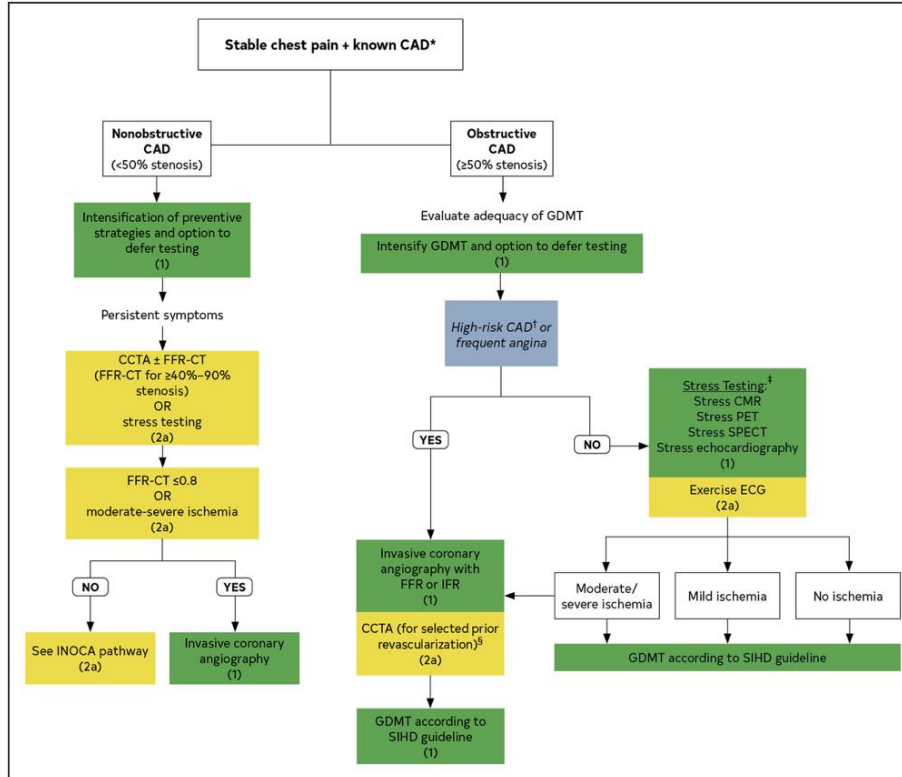 Stable chest pain + known CAD*
Nonobstructive
CAD
(<50% stenosis)
Obstructive
CAD
(≥50% stenosis)
Intensification of preventive
strategies and option to
defer testing
(1)
Evaluate adequacy of GDMT
Intensify GDMT and option to defer testing
(1)
Persistent symptoms
High-risk CAD† or
frequent angina
CCTA ± FFR-CT
(FFR-CT for ≥40%–90%
stenosis)
OR
stress testing
(2a)
YES
NO
Stress Testing:‡
Stress CMR
Stress PET
Stress SPECT
Stress echocardiography
(1)
Exercise ECG
(2a)
FFR-CT ≤0.8
OR
moderate-severe ischemia
(2a)
NO
YES
See INOCA pathway
(2a)
Invasive coronary
angiography
(1)
Invasive coronary
angiography with
FFR or IFR
(1)
CCTA (for selected prior
revascularization)§
(2a)
Moderate/
severe ischemia
Mild ischemia
No ischemia
GDMT according to SIHD guideline
GDMT according to
SIHD guideline
(1)